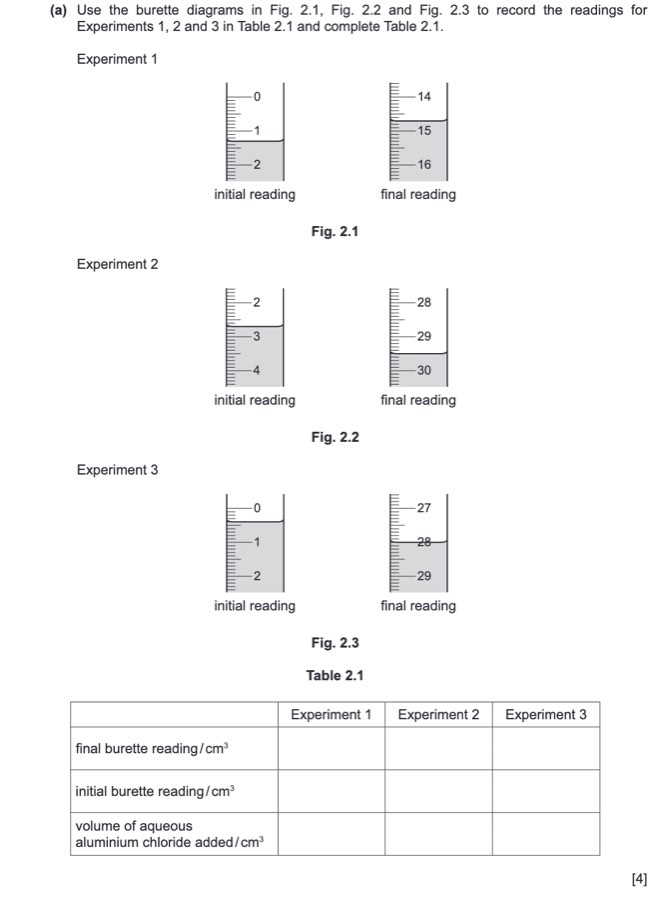 (a) Use the burette diagrams in Fig. 2.1, Fig. 2.2 and Fig. 2.3 to record the readings for
Experiments 1, 2 and 3 in Table 2.1 and complete Table 2.1.
Experiment 1
0
1
2
14
15
16
initial reading
final reading
Fig. 2.1
Experiment 2
2
3
4
28
29
30
initial reading
final reading
Fig. 2.2
Experiment 3
0
1
2
27
28
29
initial reading
final reading
Fig. 2.3
Table 2.1
Experiment 1 Experiment 2 Experiment 3
final burette reading/cm³
initial burette reading/cm³
volume of aqueous
aluminium chloride added/cm³
[4]